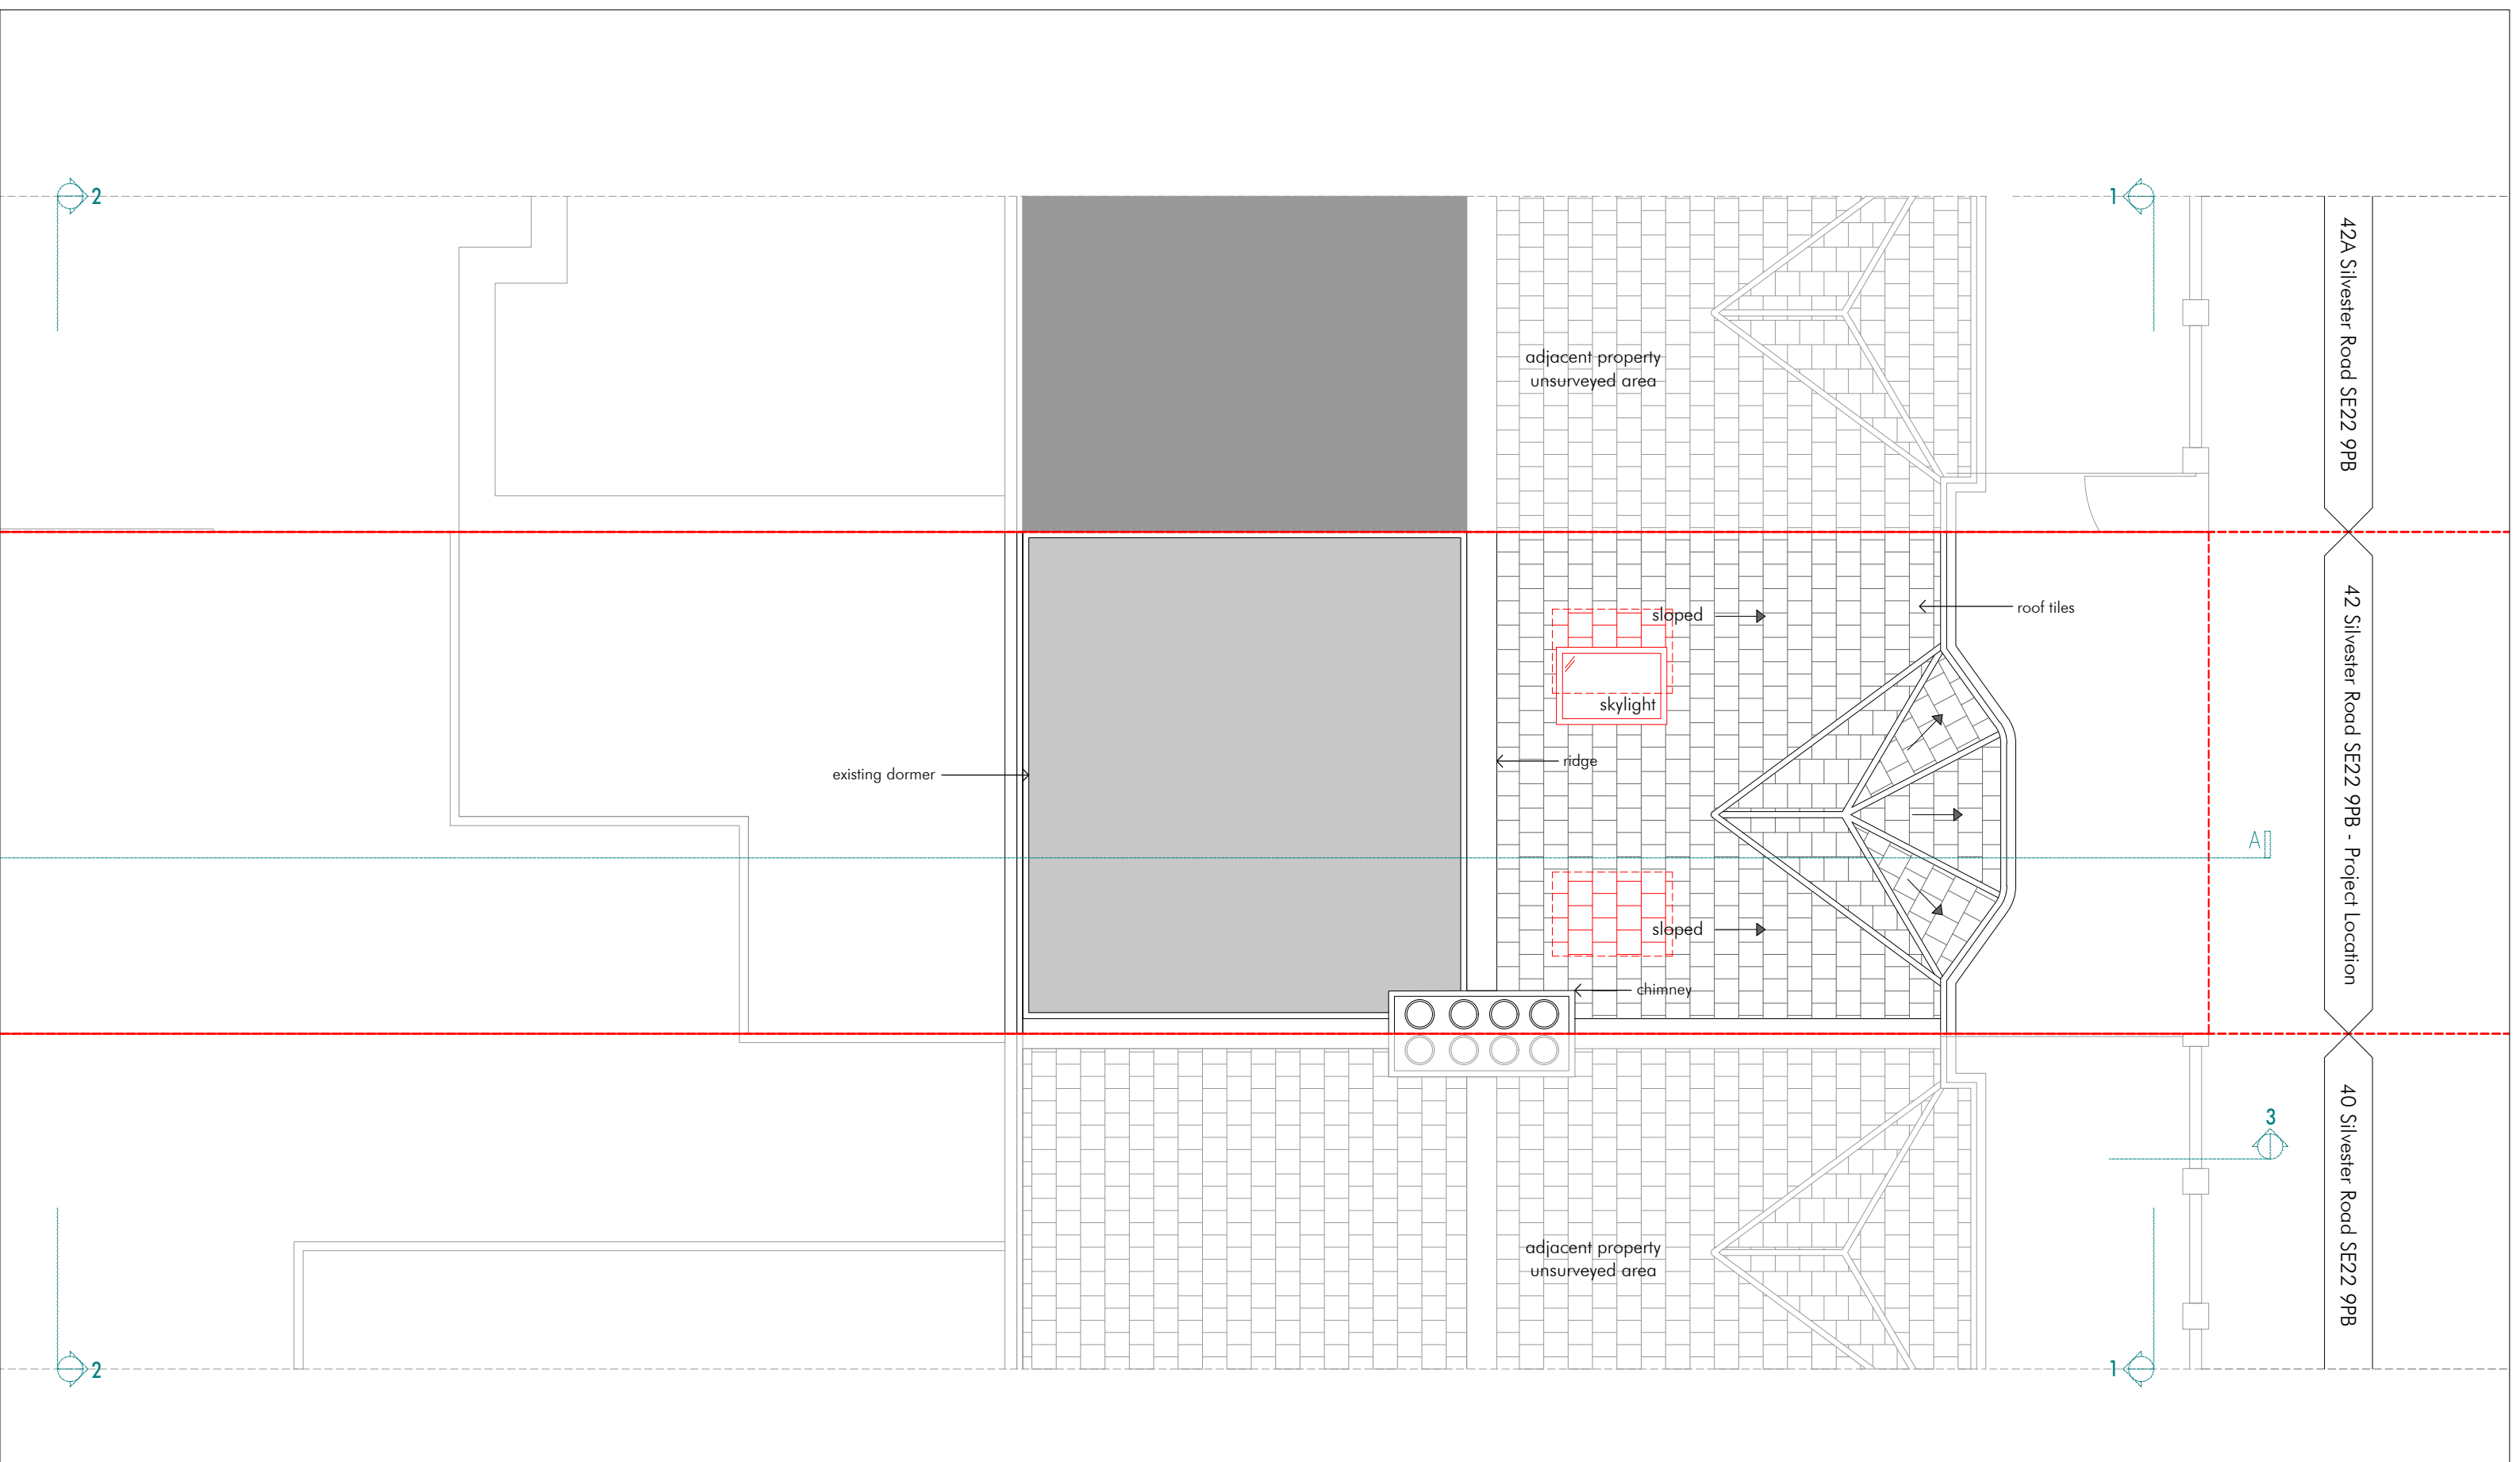 2
1
42A Silvester Road SE22 9PB
adjacent property
unsurveyed area
sloped
roof tiles
skylight
42 Silvester Road SE22 9PB - Project Location
ridge
existing dormer
A
sloped
chimney
40 Silvester Road SE22 9PB
3
adjacent property
unsurveyed area
2
1